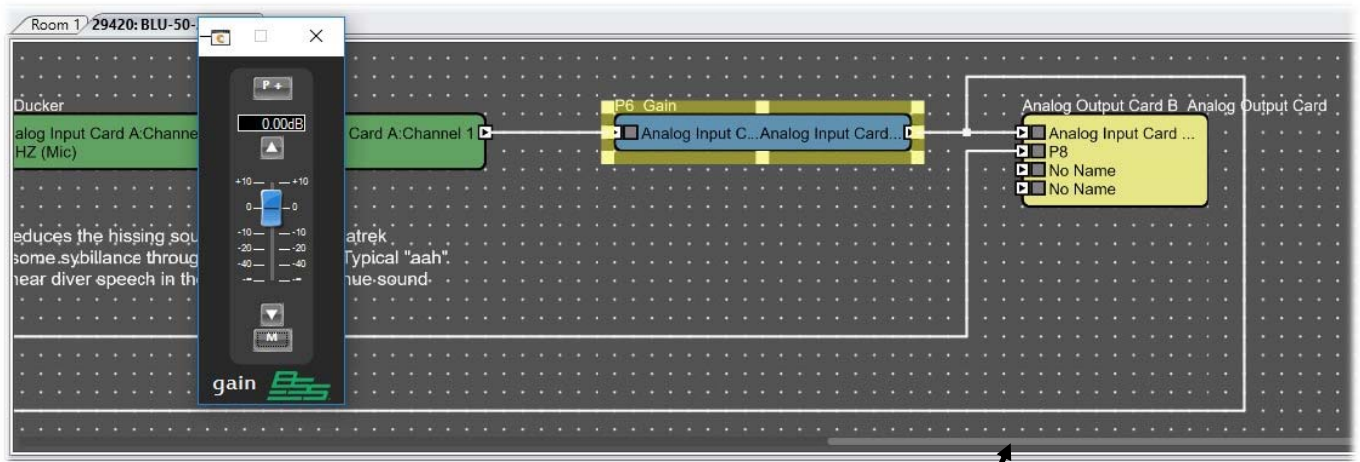 Room 1
29420: BLU-50-
P +
0.00dB
+10 +10
0 0
-10 -10
-20 -20
-40 -40
M
gain BSS
Ducker
alog Input Card A:Channe
HZ (Mic)
Card A:Channel 1
educes the hissing sou
atrek
some sybillance throug
Typical "aah".
near diver speech in th
nue sound
P6 Gain
Analog Input C...Analog Input Card...
Analog Output Card B Analog Output Card
Analog Input Card ...
P8
No Name
No Name